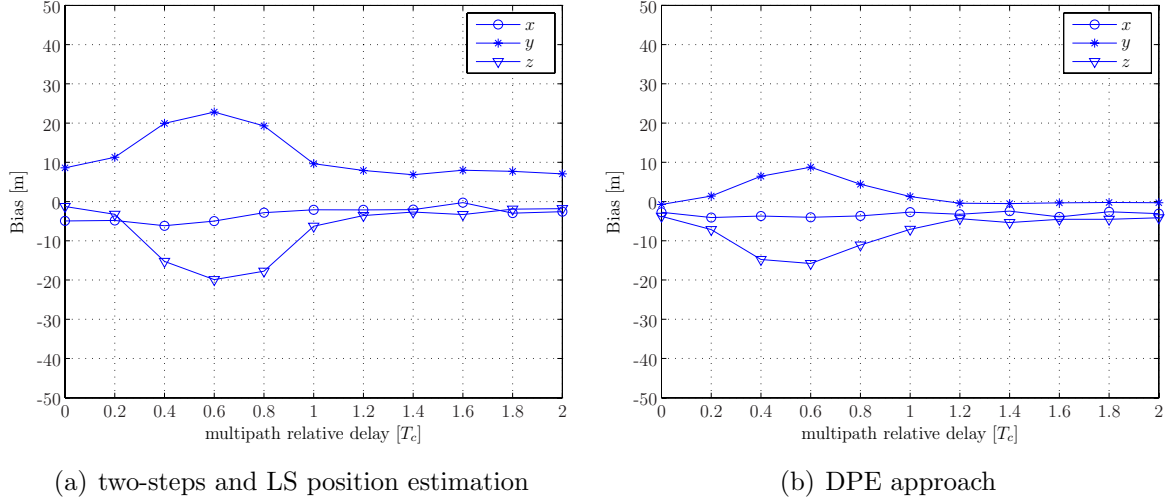 50
40
30
20
10
0
-10
-20
-30
-40
-50
Bias [m]
0 0.2 0.4 0.6 0.8 1 1.2 1.4 1.6 1.8 2
multipath relative delay [T_c]
x
y
z
(a) two-steps and LS position estimation
50
40
30
20
10
0
-10
-20
-30
-40
-50
Bias [m]
0 0.2 0.4 0.6 0.8 1 1.2 1.4 1.6 1.8 2
multipath relative delay [T_c]
x
y
z
(b) DPE approach